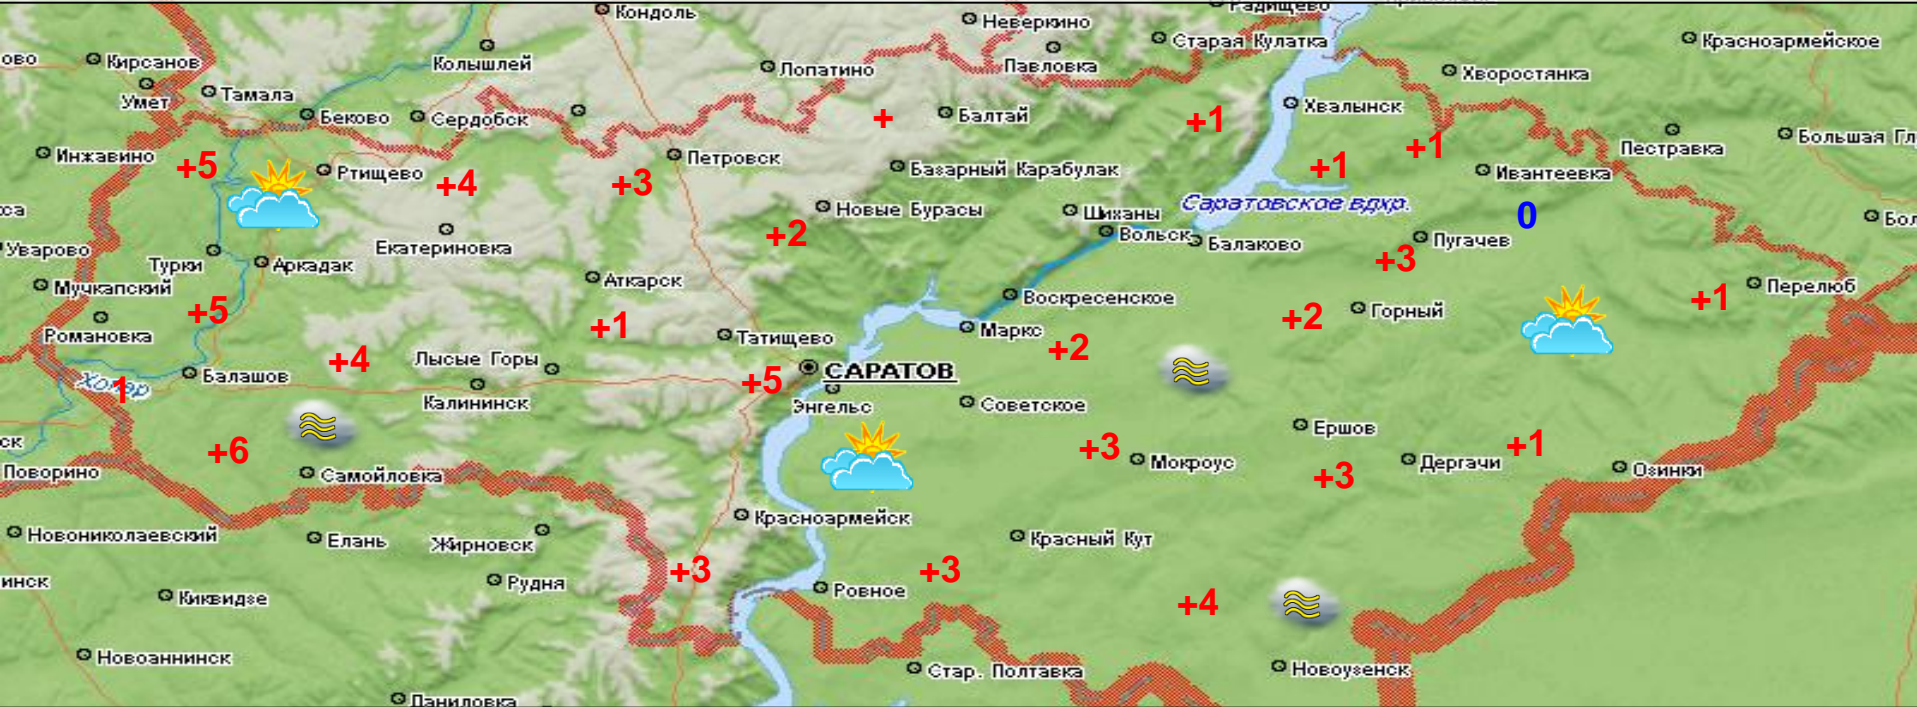 Кондоль
Неверкино
Радищево
Старая Кулатка
Красноармейское
ово
Кирсанов
Колышлей
Лопатино
Павловка
Хворостянка
Умет
Тамала
Беково
Сердобск
+
Балтай
+1
Хвалынск
+1
Пестравка
Большая Гл
Инжавино
+5
Ртищево
+4
+3
Петровск
Базарный Карабулак
+1
Ивантеевка
са
Новые Бурасы
Шиханы
Саратовское вдхр.
0
Бол
Уварово
Турки
Аркадак
Екатериновка
+2
Вольск
Балаково
Пугачев
+3
Мучкапский
Аткарск
Воскресенское
+1
Перелюб
+5
Романовка
+1
Татищево
Маркс
+2
+2
Горный
+4
Лысые Горы
САРАТОВ
Хопер
1
Балашов
Калининск
+5
Энгельс
Советское
ск
+6
+3
Ершов
+1
Поворино
Самойловка
Мокроус
+3
Дергачи
Озинки
Новониколаевский
Елань
Жирновск
Красноармейск
Красный Кут
инск
Киквидзе
Рудня
+3
Ровное
+3
+4
Новоаннинск
Стар. Полтавка
Новоузенск
Даниловка